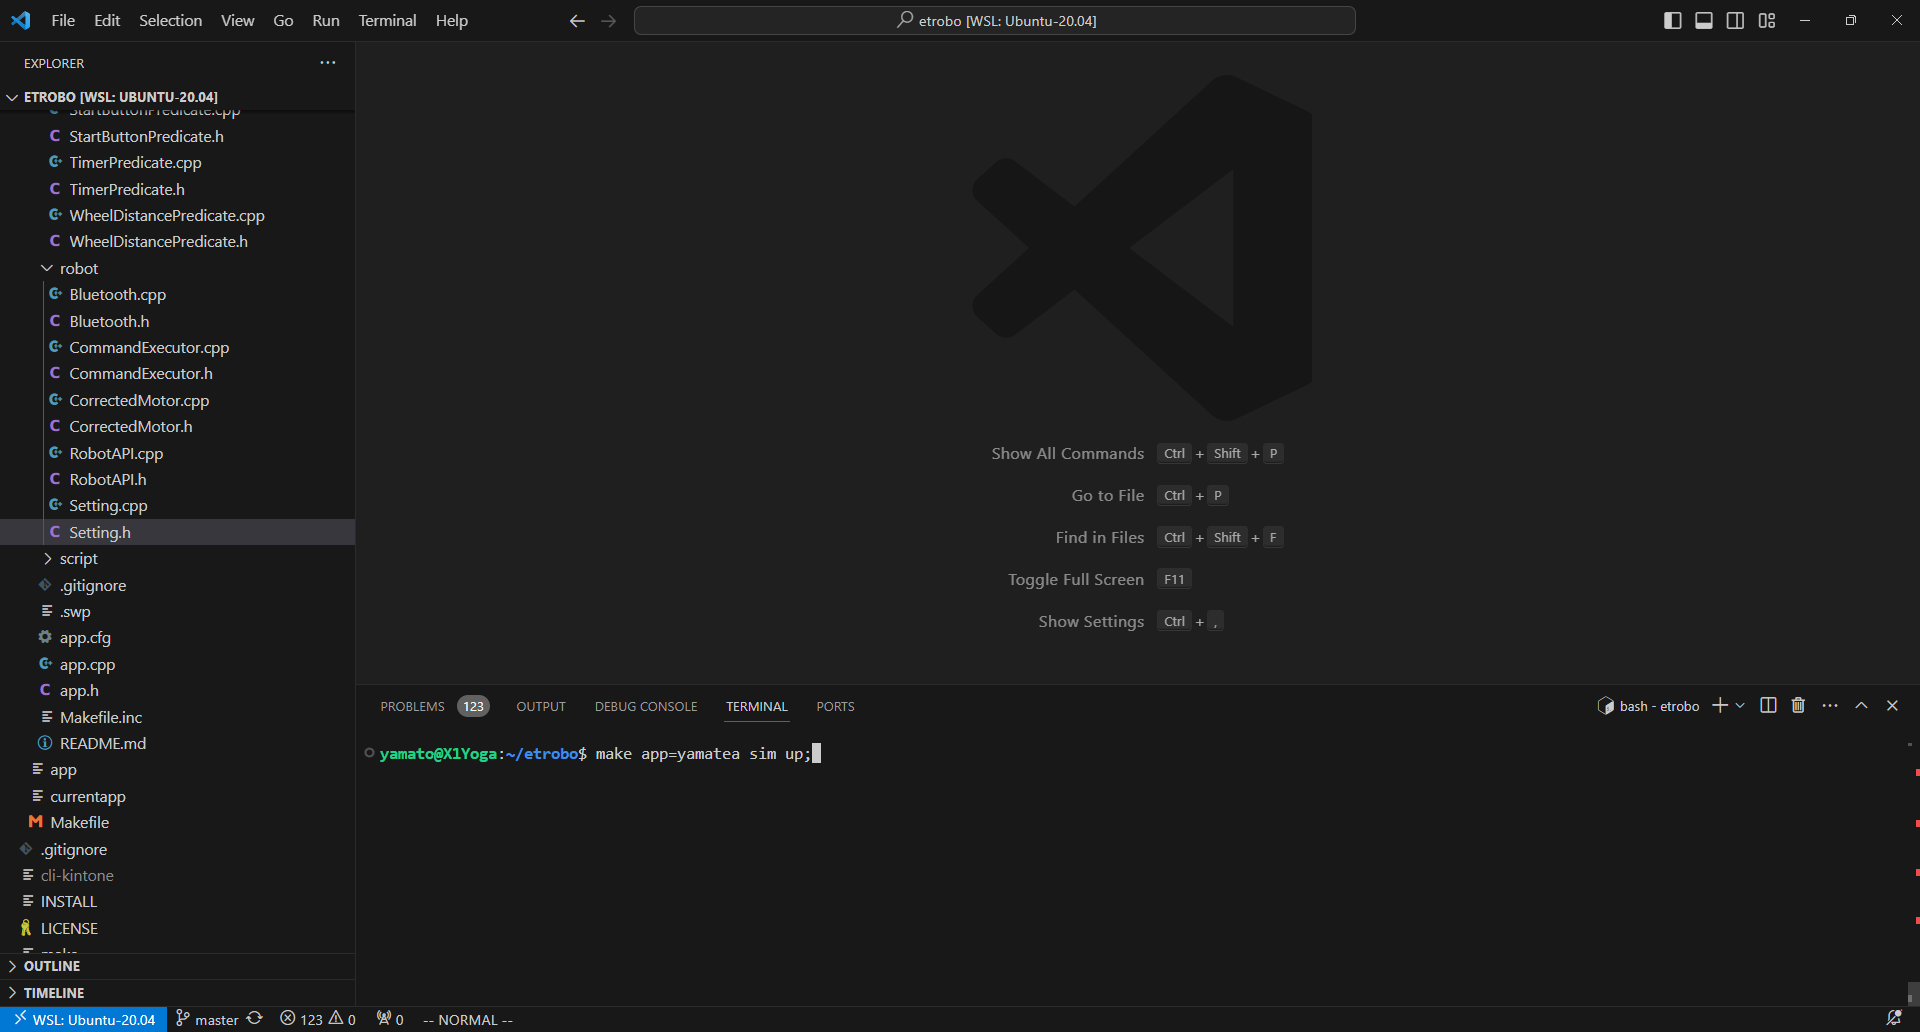 File Edit Selection View Go Run Terminal Help
etrobo [WSL: Ubuntu-20.04]
EXPLORER
ETROBO [WSL: UBUNTU-20.04]
StartButtonPredicate.cpp
StartButtonPredicate.h
TimerPredicate.cpp
TimerPredicate.h
WheelDistancePredicate.cpp
WheelDistancePredicate.h
robot
Bluetooth.cpp
Bluetooth.h
CommandExecutor.cpp
CommandExecutor.h
CorrectedMotor.cpp
CorrectedMotor.h
RobotAPI.cpp
RobotAPI.h
Setting.cpp
Setting.h
script
.gitignore
.swp
app.cfg
app.cpp
app.h
Makefile.inc
README.md
app
currentapp
Makefile
.gitignore
cli-kintone
INSTALL
LICENSE
OUTLINE
TIMELINE
Show All Commands Ctrl + Shift + P
Go to File Ctrl + P
Find in Files Ctrl + Shift + F
Toggle Full Screen F11
Show Settings Ctrl + ,
PROBLEMS 123 OUTPUT DEBUG CONSOLE TERMINAL PORTS
bash - etrobo
yamato@X1Yoga:~/etrobo$ make app=yamatea sim up;
WSL: Ubuntu-20.04 master 123 0 0 -- NORMAL --